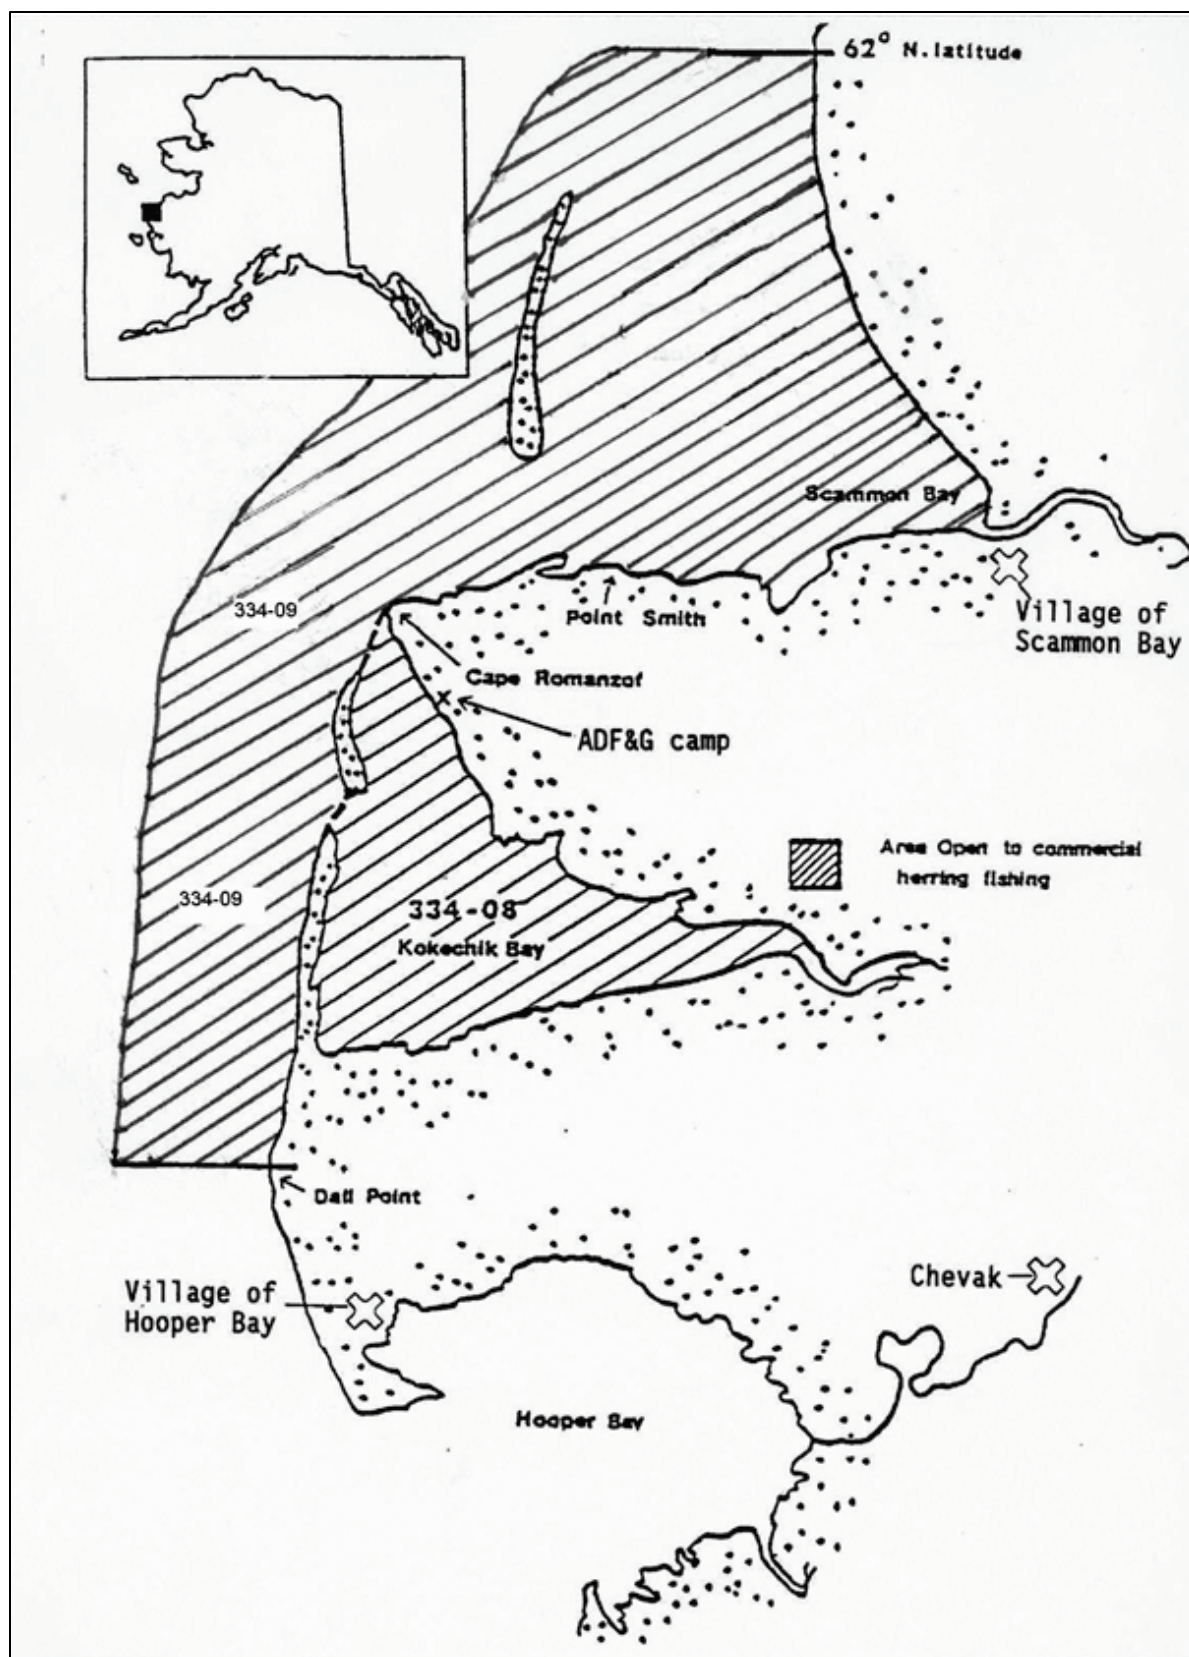 62° N. latitude
Scammon Bay
334-09
Point Smith
Village of
Scammon Bay
Cape Romanzof
ADF&G camp
Area Open to commercial
herring fishing
334-09
334-08
Kokechik Bay
Dall Point
Chevak
Village of
Hooper Bay
Hooper Bay